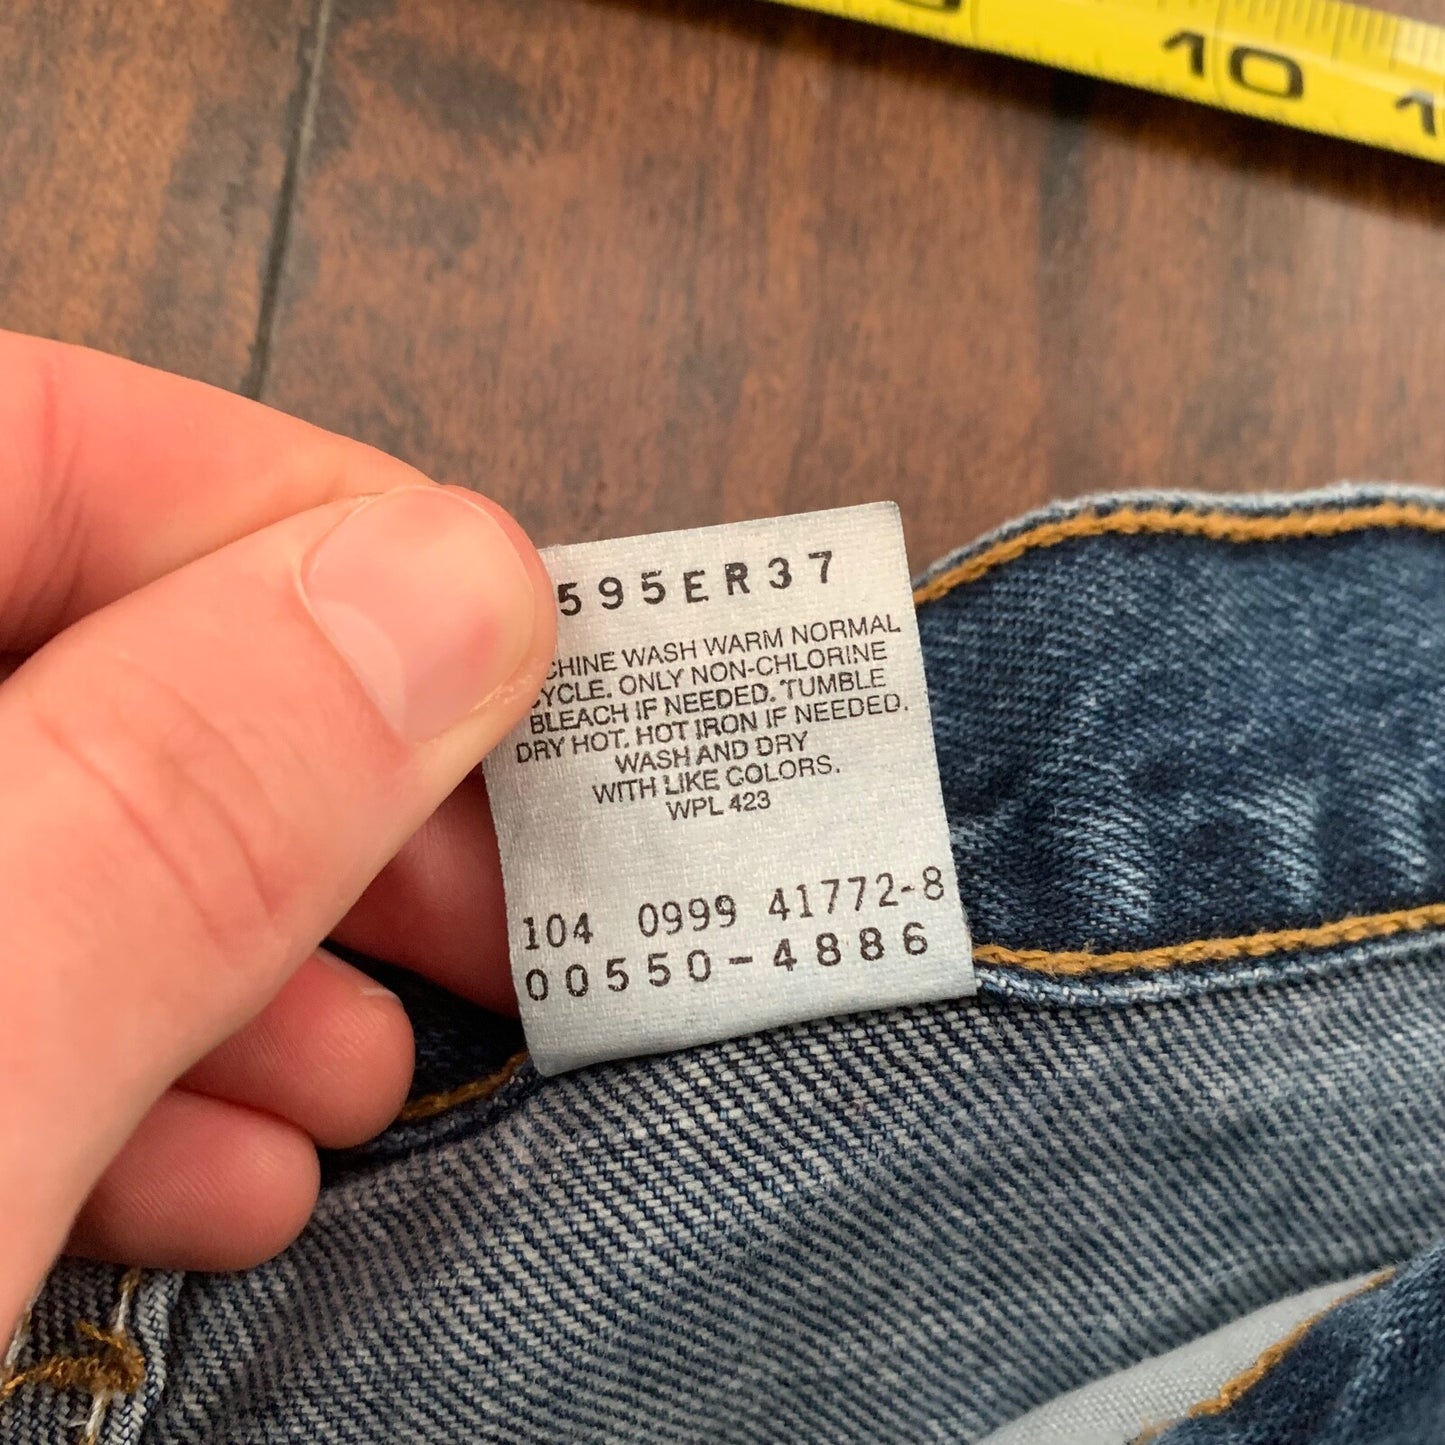 10
595ER37
CHINE WASH WARM NORMAL
YCLE. ONLY NON-CHLORINE
BLEACH IF NEEDED. TUMBLE
DRY HOT. HOT IRON IF NEEDED.
WASH AND DRY
WITH LIKE COLORS.
WPL 423
104 0999 41772-8
00550-4886